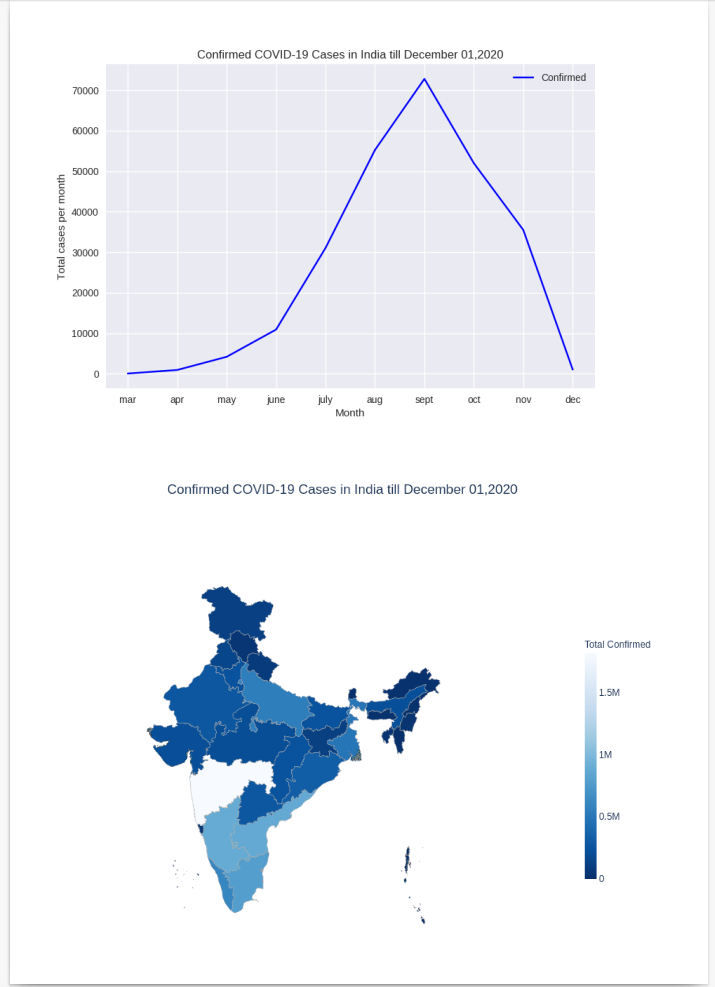 Confirmed COVID-19 Cases in India till December 01,2020
Confirmed
70000
60000
50000
40000
30000
20000
10000
0
Total cases per month
mar apr may june july aug sept oct nov dec
Month
Confirmed COVID-19 Cases in India till December 01,2020
Total Confirmed
1.5M
1M
0.5M
0